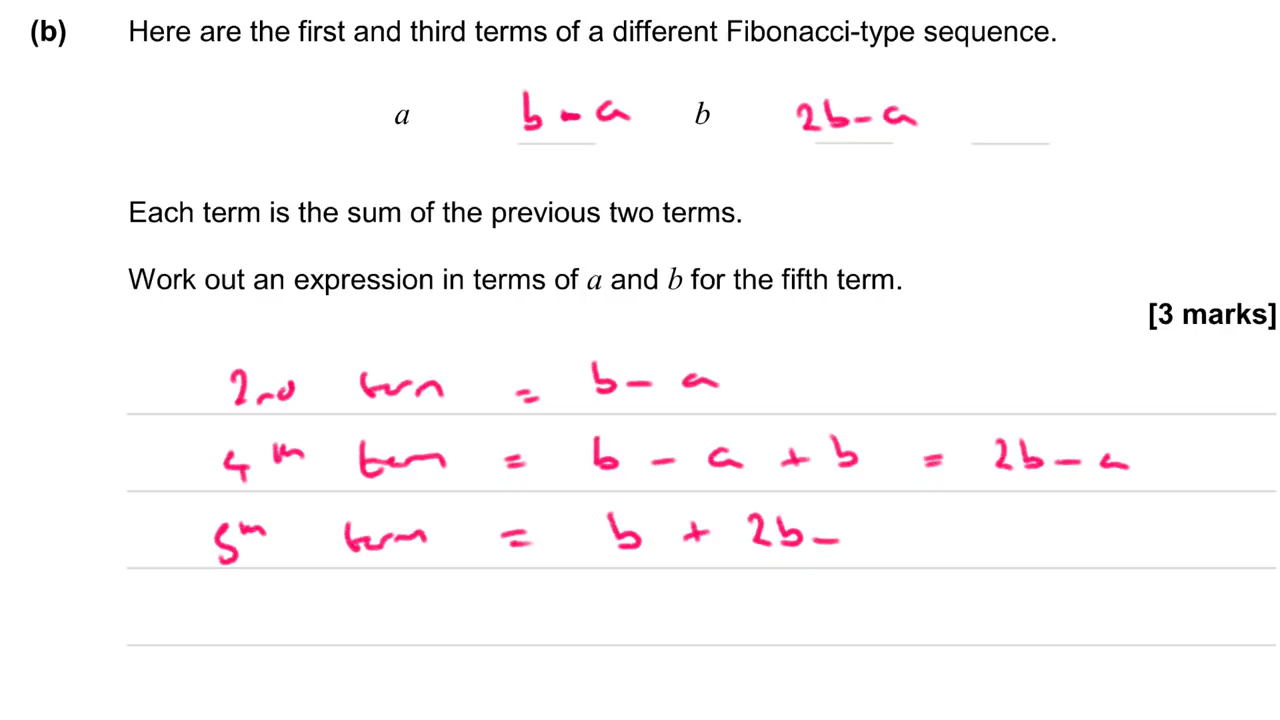 (b) Here are the first and third terms of a different Fibonacci-type sequence.
a b - a b 2b - a
Each term is the sum of the previous two terms.
Work out an expression in terms of a and b for the fifth term.
[3 marks]
2nd term = b - a
4th term = b - a + b = 2b - a
5th term = b + 2b -